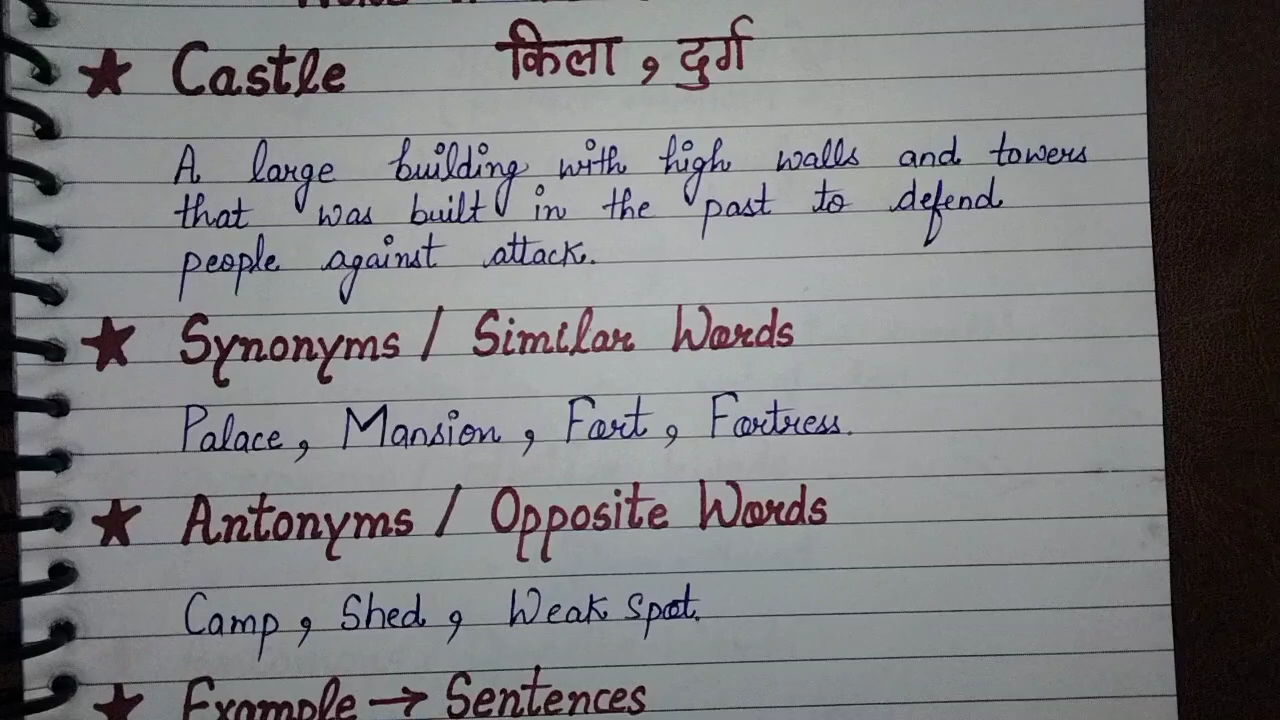 ★ Castle किला , दुर्ग
A large building with high walls and towers
that was built in the past to defend
people against attack.
★ Synonyms / Similar Words
Palace, Mansion, Fort, Fortress.
★ Antonyms / Opposite Words
Camp, Shed, Weak spot.
★ Example → Sentences